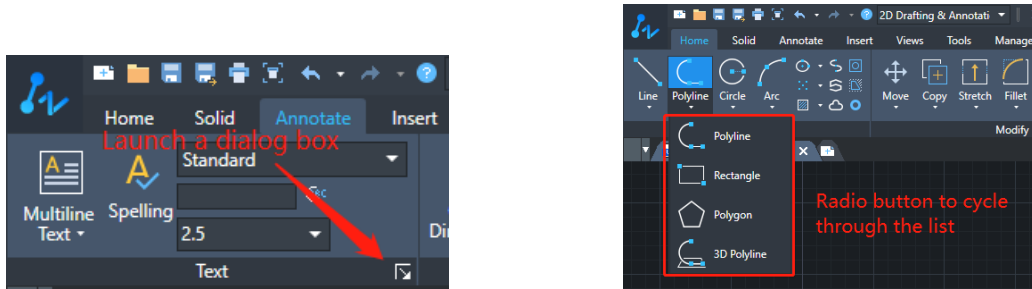 Home Solid Annotate Insert
Launch a dialog box
Standard
Multiline
Text
Spelling
2.5
Text
2D Drafting & Annotati
Home Solid Annotate Insert Views Tools Manage
Line Polyline Circle Arc Move Copy Stretch Fillet
Modify
Polyline
Rectangle
Polygon
3D Polyline
Radio button to cycle
through the list